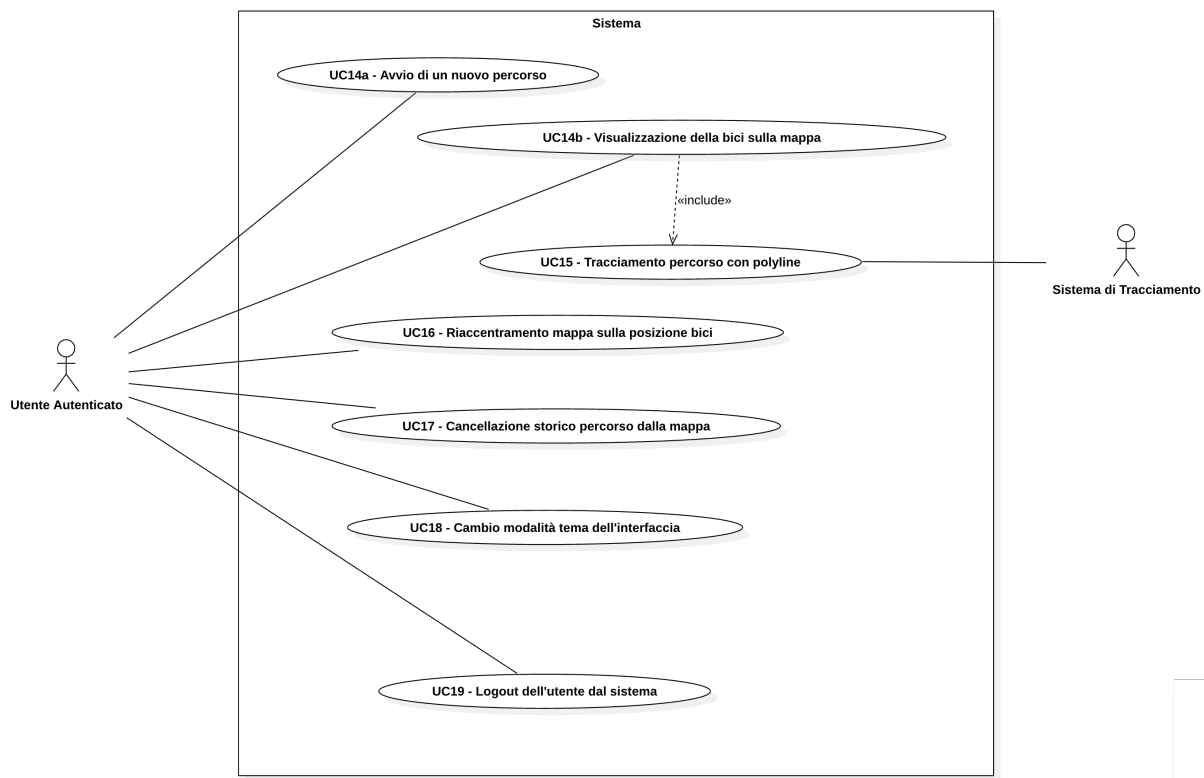 Sistema
UC14a - Avvio di un nuovo percorso
UC14b - Visualizzazione della bici sulla mappa
«include»
UC15 - Tracciamento percorso con polyline
Sistema di Tracciamento
UC16 - Riaccentramento mappa sulla posizione bici
Utente Autenticato
UC17 - Cancellazione storico percorso dalla mappa
UC18 - Cambio modalità tema dell'interfaccia
UC19 - Logout dell'utente dal sistema